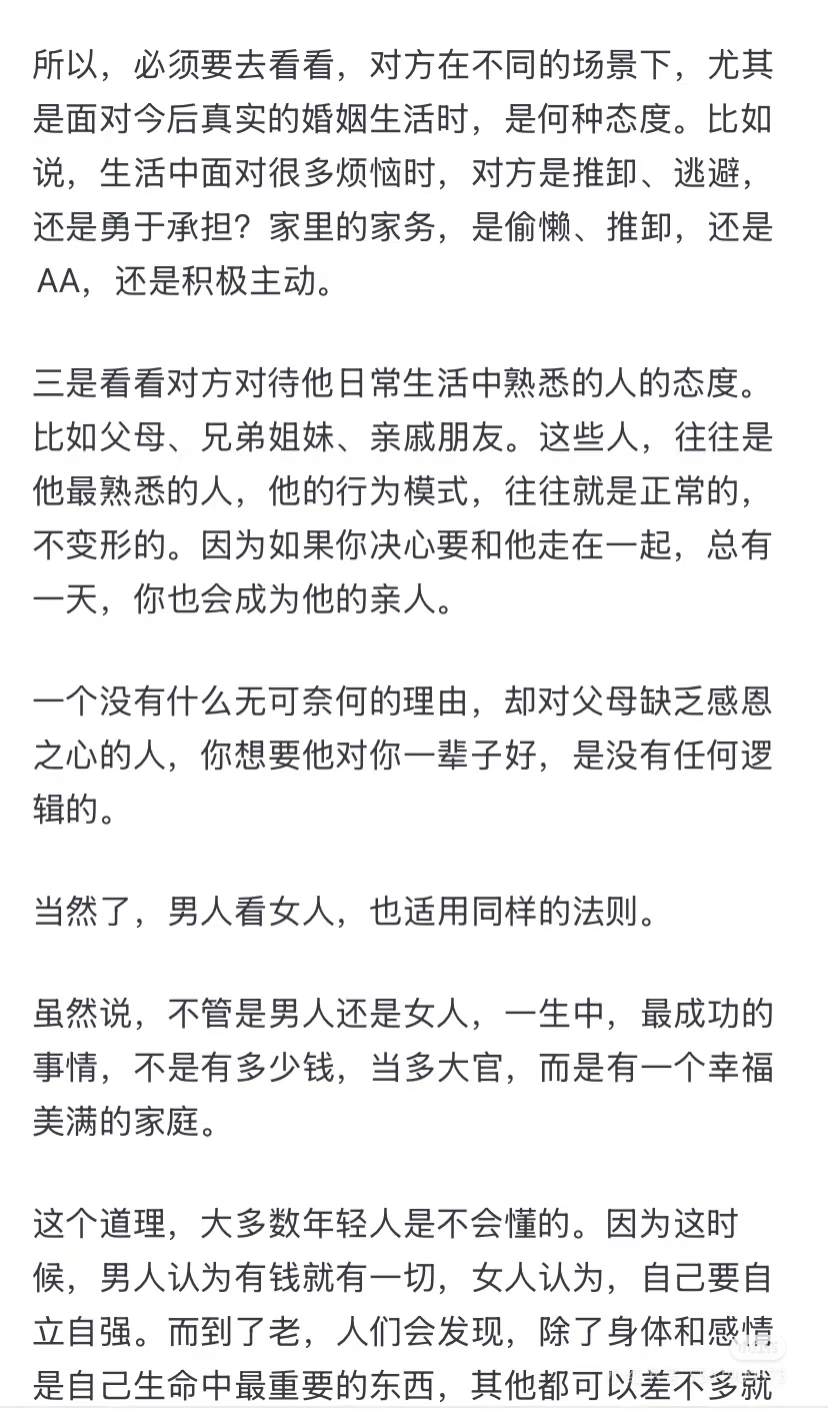 所以，必须要去看看，对方在不同的场景下，尤其
是面对今后真实的婚姻生活时，是何种态度。比如
说，生活中面对很多烦恼时，对方是推卸、逃避，
还是勇于承担？家里的家务，是偷懒、推卸，还是
AA，还是积极主动。
三是看看对方对待他日常生活中熟悉的人的态度。
比如父母、兄弟姐妹、亲戚朋友。这些人，往往是
他最熟悉的人，他的行为模式，往往就是正常的，
不变形的。因为如果你决心要和他走在一起，总有
一天，你也会成为他的亲人。
一个没有什么无可奈何的理由，却对父母缺乏感恩
之心的人，你想要他对你一辈子好，是没有任何逻
辑的。
当然了，男人看女人，也适用同样的法则。
虽然说，不管是男人还是女人，一生中，最成功的
事情，不是有多少钱，当多大官，而是有一个幸福
美满的家庭。
这个道理，大多数年轻人是不会懂的。因为这时
候，男人认为有钱就有一切，女人认为，自己要自
立自强。而到了老，人们会发现，除了身体和感情
是自己生命中最重要的东西，其他都可以差不多就